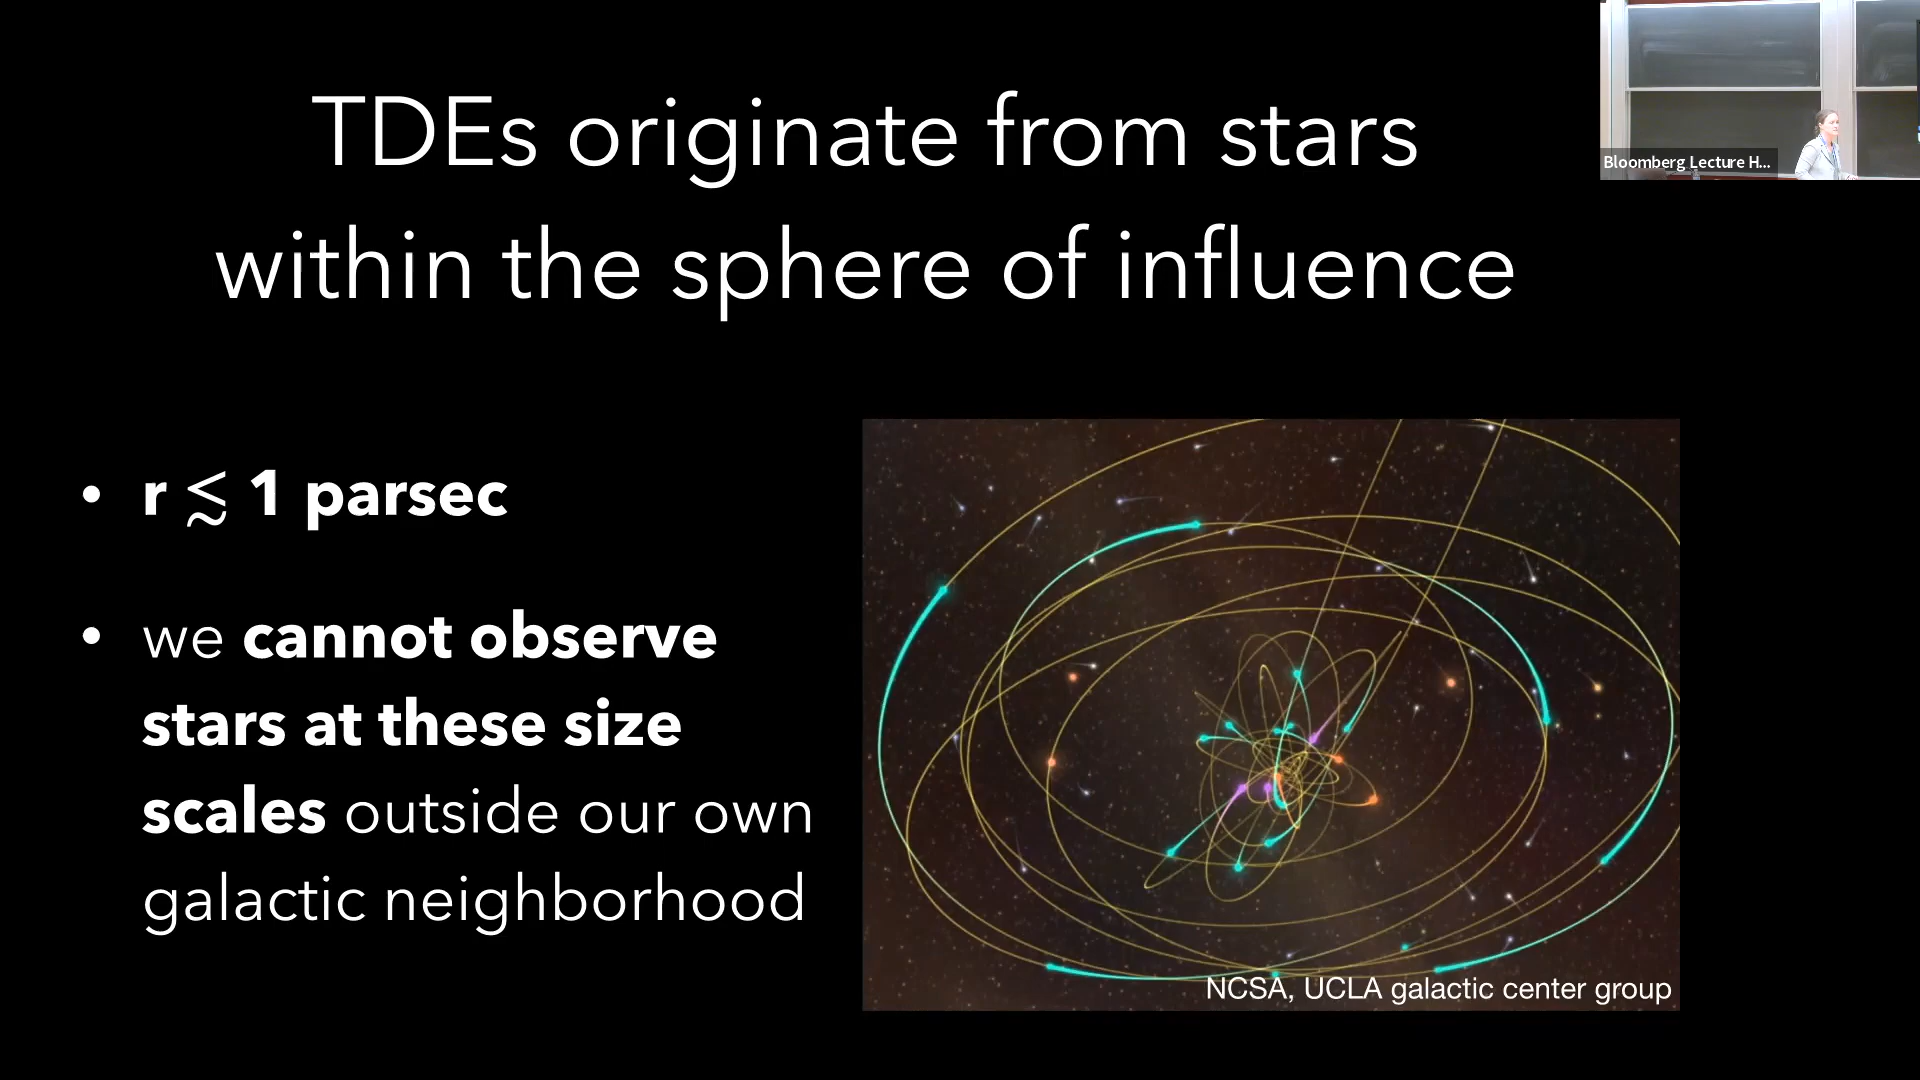 TDEs originate from stars
within the sphere of influence
Bloomberg Lecture H...
• r ≲ 1 parsec
• we cannot observe
stars at these size
scales outside our own
galactic neighborhood
NCSA, UCLA galactic center group